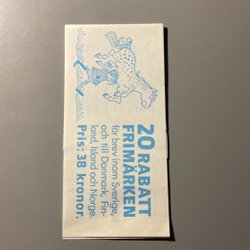 20 RABATT
FRIMÄRKEN
för brev inom Sverige,
och till Danmark, Fin-
land, Island och Norge.
Pris: 38 kronor.